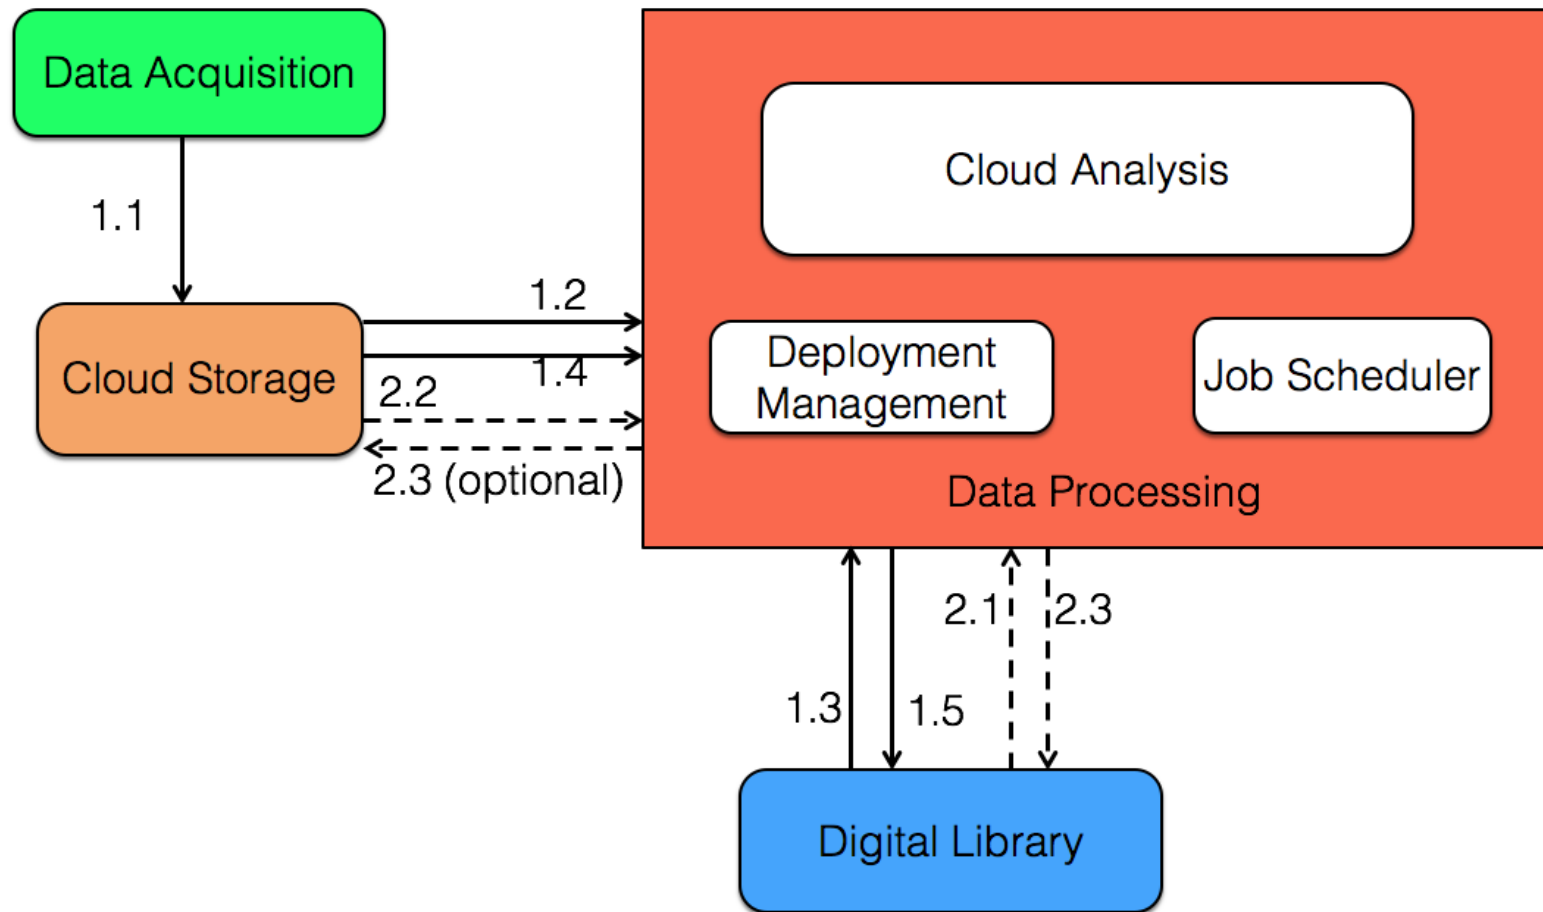 Data Acquisition
Cloud Analysis
1.1
1.2
Deployment
Management
Job Scheduler
Cloud Storage
1.4
2.2
2.3 (optional)
Data Processing
2.1
2.3
1.3
1.5
Digital Library